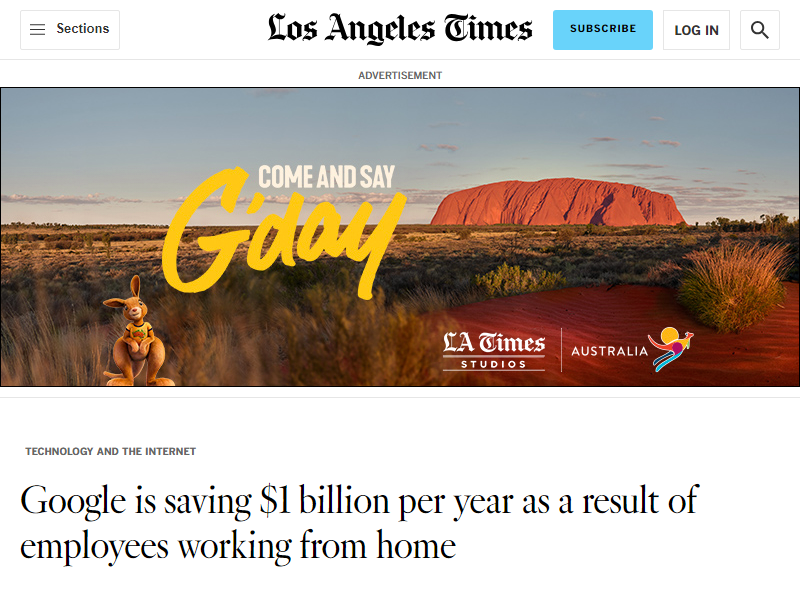 Sections
Los Angeles Times
SUBSCRIBE
LOG IN
ADVERTISEMENT
COME AND SAY
G'day
LA Times
STUDIOS
AUSTRALIA
TECHNOLOGY AND THE INTERNET
Google is saving $1 billion per year as a result of
employees working from home